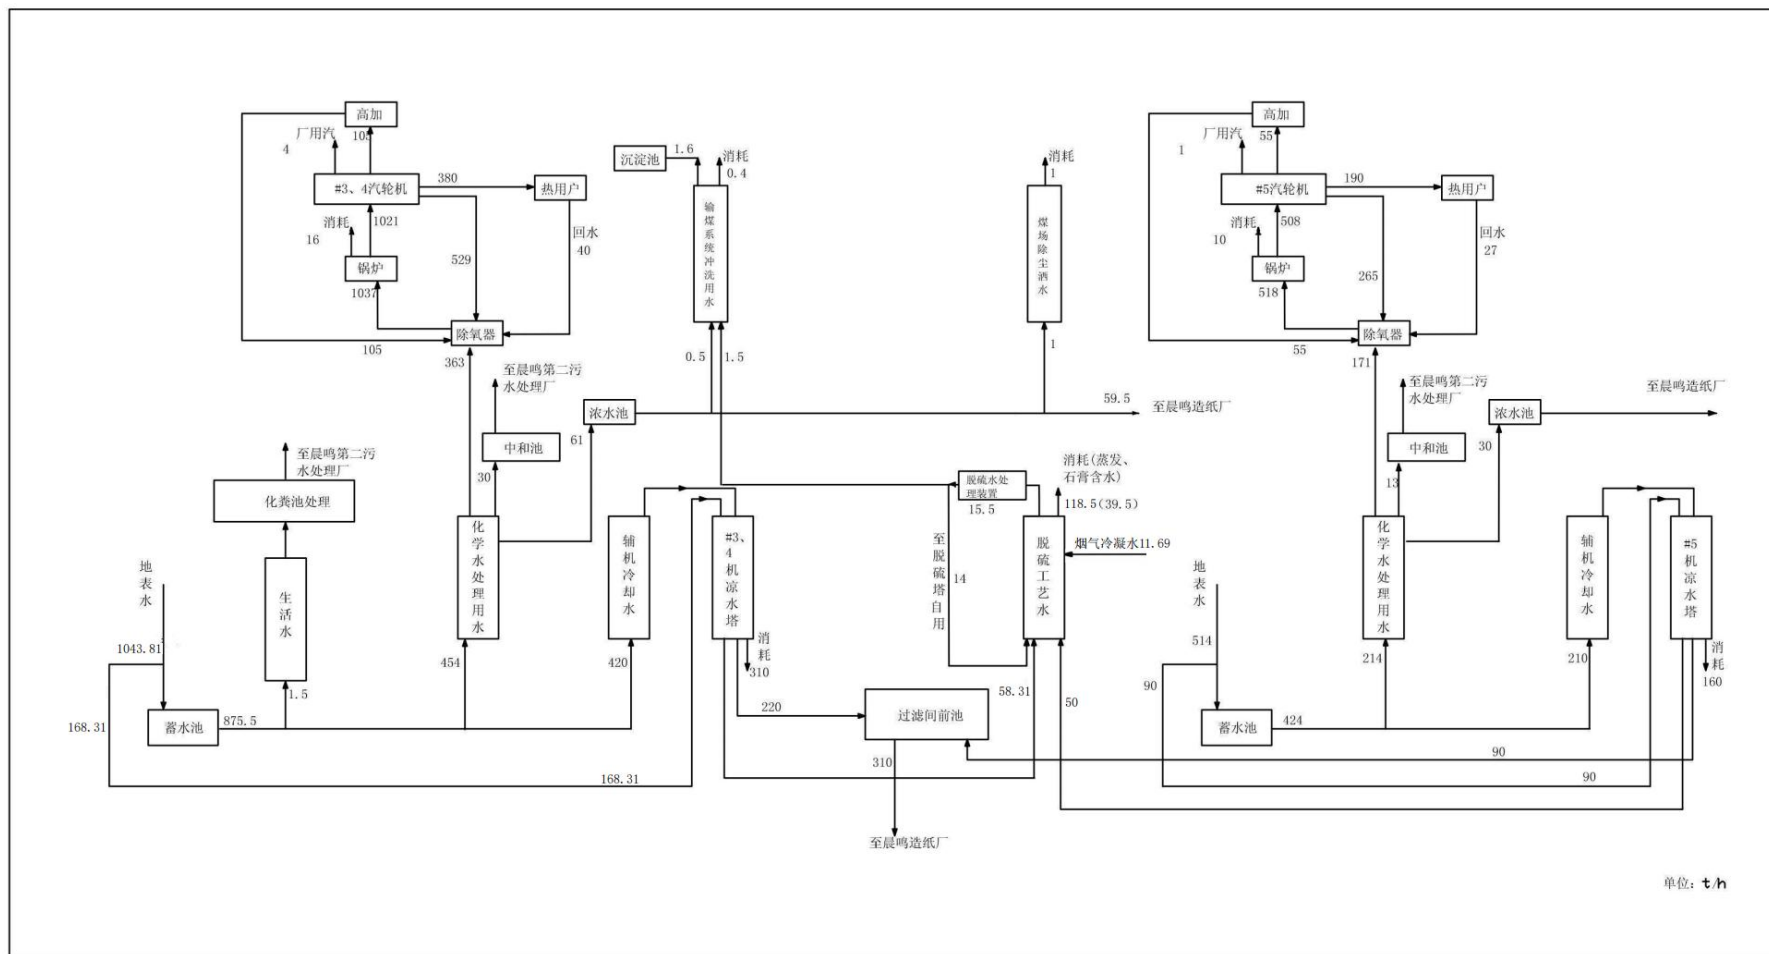 高加
105
厂用汽
4
#3、4汽轮机
380
热用户
1021
消耗
16
锅炉
1037
529
回水
40
除氧器
105
363
沉淀池
1.6
消耗
0.4
输煤系统冲洗用水
0.5
1.5
消耗
1
煤场除尘洒水
1
高加
55
厂用汽
1
#5汽轮机
190
热用户
508
消耗
10
锅炉
518
265
回水
27
除氧器
55
171
至晨鸣第二污
水处理厂
中和池
30
浓水池
61
59.5
至晨鸣造纸厂
至晨鸣第二污
水处理厂
中和池
13
浓水池
30
至晨鸣造纸厂
至晨鸣第二污
水处理厂
化粪池处理
生活水
1.5
地表水
1043.81
168.31
蓄水池
875.5
化学水处理用水
454
辅机冷却水
420
#3、4机凉水塔
消耗
310
168.31
220
过滤间前池
310
至晨鸣造纸厂
脱硫水处
理装置
15.5
消耗(蒸发、
石膏含水)
118.5(39.5)
脱硫工艺水
烟气冷凝水11.69
至脱硫塔自用
14
58.31
50
地表水
514
90
蓄水池
424
化学水处理用水
214
辅机冷却水
210
#5机凉水塔
消耗
160
90
90
单位：t/h